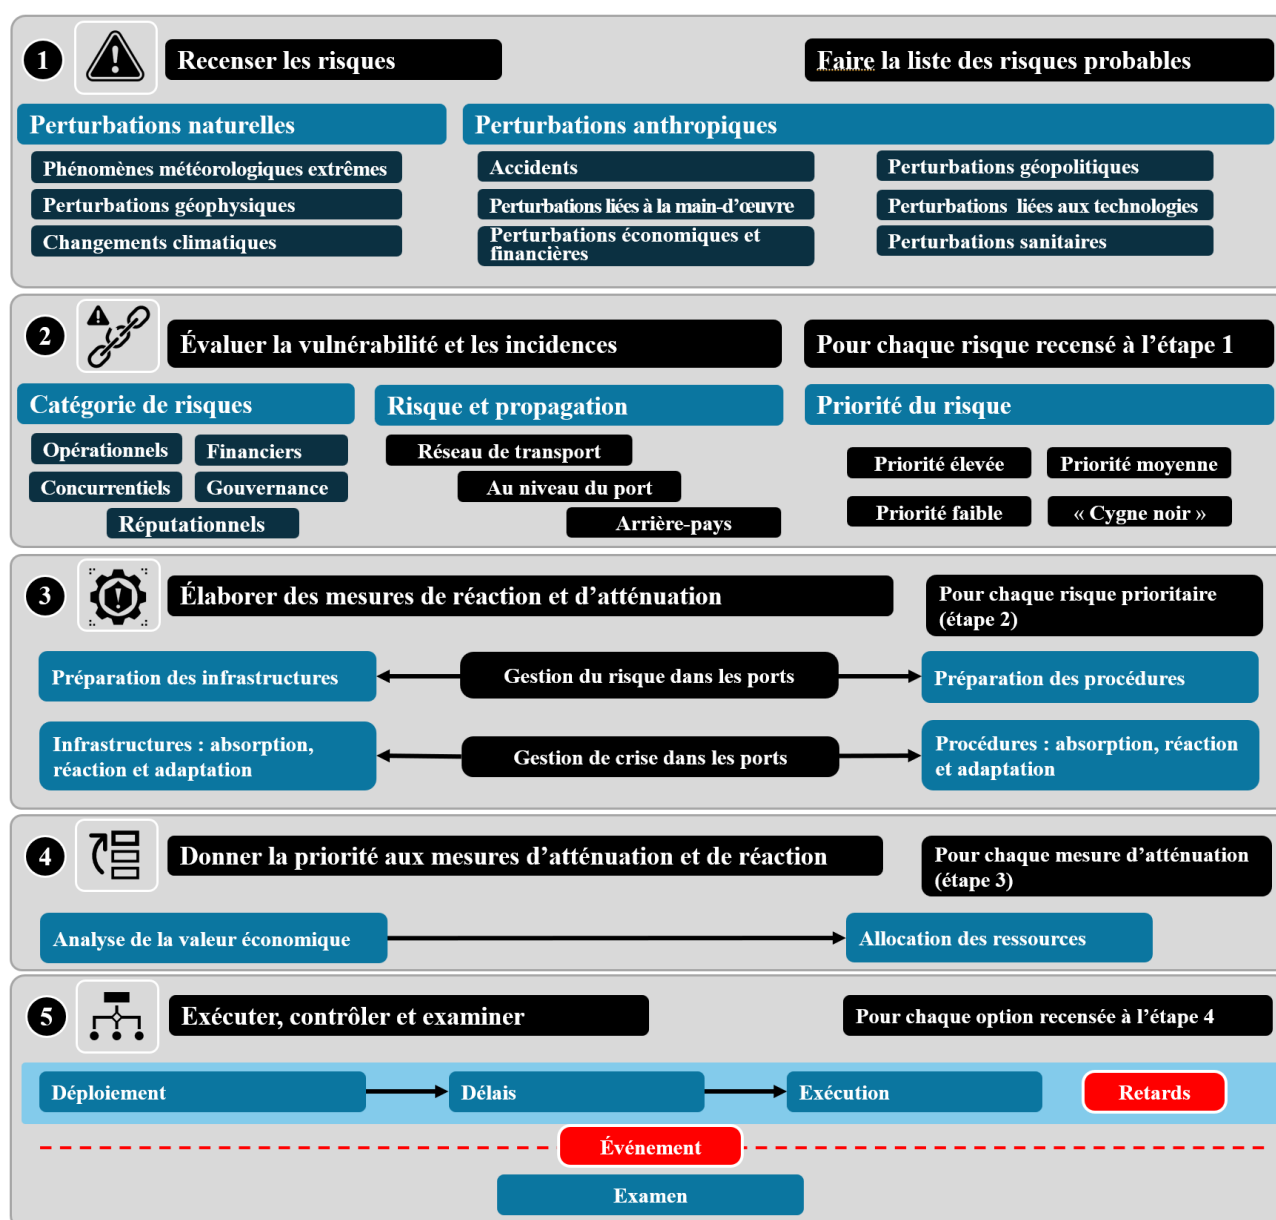 1
Recenser les risques
Faire la liste des risques probables
Perturbations naturelles
Perturbations anthropiques
Phénomènes météorologiques extrêmes
Perturbations géophysiques
Changements climatiques
Accidents
Perturbations liées à la main-d’œuvre
Perturbations économiques et
financières
Perturbations géopolitiques
Perturbations liées aux technologies
Perturbations sanitaires
2
Évaluer la vulnérabilité et les incidences
Pour chaque risque recensé à l’étape 1
Catégorie de risques
Opérationnels
Financiers
Concurrentiels
Gouvernance
Réputationnels
Risque et propagation
Réseau de transport
Au niveau du port
Arrière-pays
Priorité du risque
Priorité élevée
Priorité moyenne
Priorité faible
« Cygne noir »
3
Élaborer des mesures de réaction et d’atténuation
Pour chaque risque prioritaire
(étape 2)
Préparation des infrastructures
Gestion du risque dans les ports
Préparation des procédures
Infrastructures : absorption,
réaction et adaptation
Gestion de crise dans les ports
Procédures : absorption, réaction
et adaptation
4
Donner la priorité aux mesures d’atténuation et de réaction
Pour chaque mesure d’atténuation
(étape 3)
Analyse de la valeur économique
Allocation des ressources
5
Exécuter, contrôler et examiner
Pour chaque option recensée à l’étape 4
Déploiement
Délais
Exécution
Retards
Événement
Examen